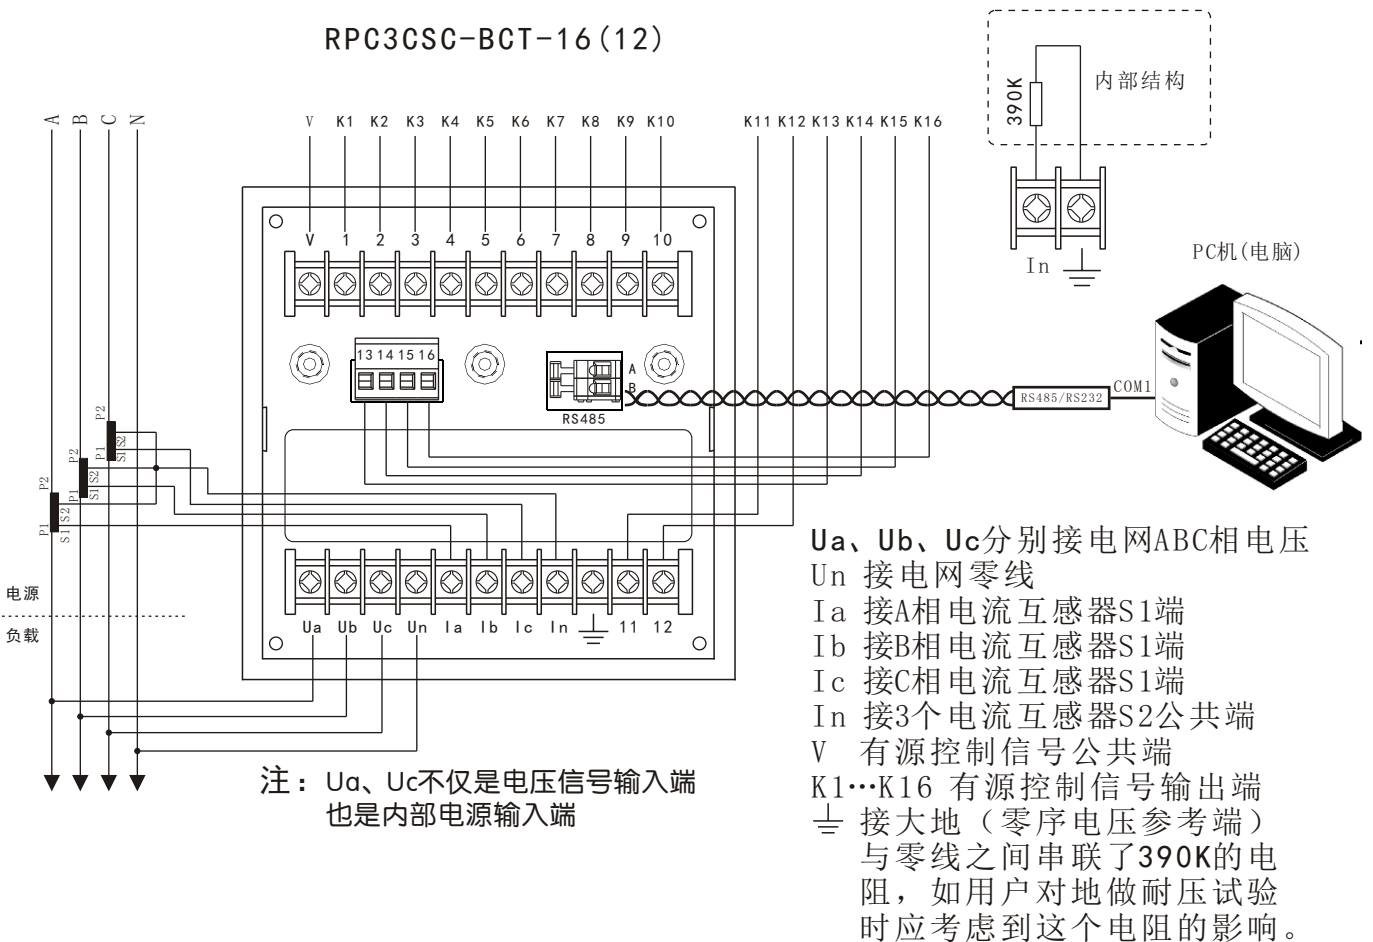 RPC3CSC-BCT-16(12)
390K
内部结构
A B C N
V K1 K2 K3 K4 K5 K6 K7 K8 K9 K10 K11 K12 K13 K14 K15 K16
V 1 2 3 4 5 6 7 8 9 10
In
PC机(电脑)
13 14 15 16
A
B
RS485
RS485/RS232
COM1
P2
P1 S1 S2
P2
P1 S1 S2
P2
P1 S1 S2
电源
负载
Ua Ub Uc Un Ia Ib Ic In 11 12
注：Ua、Uc不仅是电压信号输入端
也是内部电源输入端
Ua、Ub、Uc分别接电网ABC相电压
Un 接电网零线
Ia 接A相电流互感器S1端
Ib 接B相电流互感器S1端
Ic 接C相电流互感器S1端
In 接3个电流互感器S2公共端
V 有源控制信号公共端
K1…K16 有源控制信号输出端
接大地（零序电压参考端）
与零线之间串联了390K的电
阻，如用户对地做耐压试验
时应考虑到这个电阻的影响。